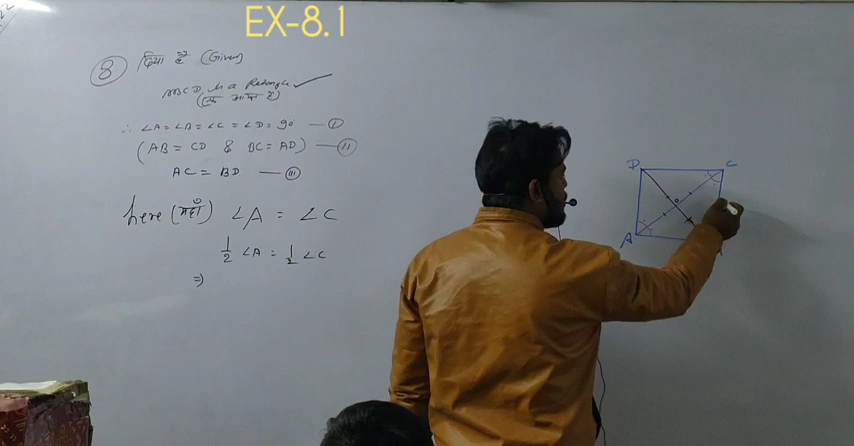 EX-8.1
8 दिया है (Given)
ABCD is a Rectangle
(एक आयत है)
∴ ∠A = ∠B = ∠C = ∠D = 90° — I
(AB = CD & BC = AD) — II
AC = BD — III
here (यहाँ) ∠A = ∠C
1/2 ∠A = 1/2 ∠C
⇒
D C
O
A